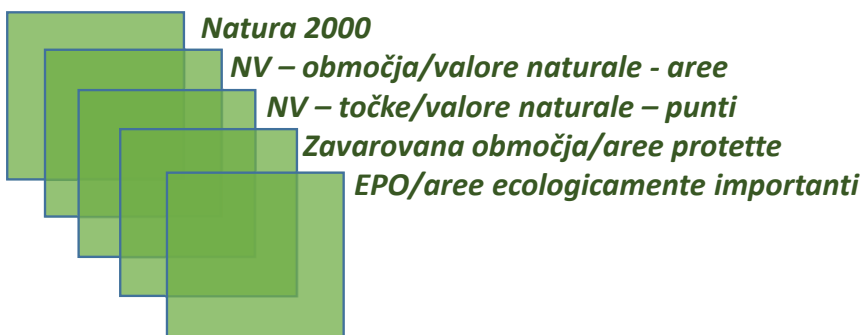 Natura 2000
NV – območja/valore naturale - aree
NV – točke/valore naturale – punti
Zavarovana območja/aree protette
EPO/aree ecologicamente importanti